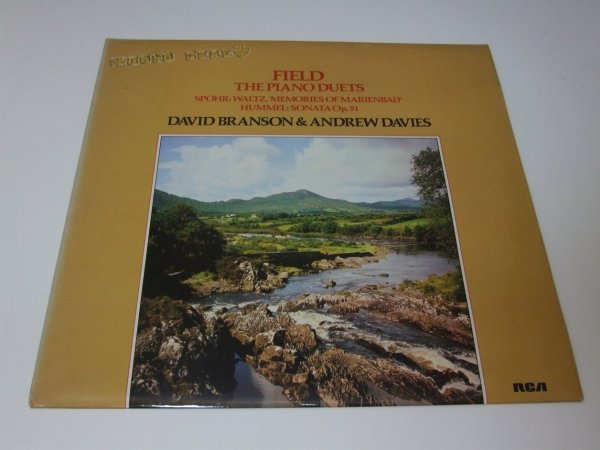 FIELD
THE PIANO DUETS
SPOHR: WALTZ, 'MEMORIES OF MARIENBAD'
HUMMEL: SONATA Op. 51
DAVID BRANSON & ANDREW DAVIES
RCA